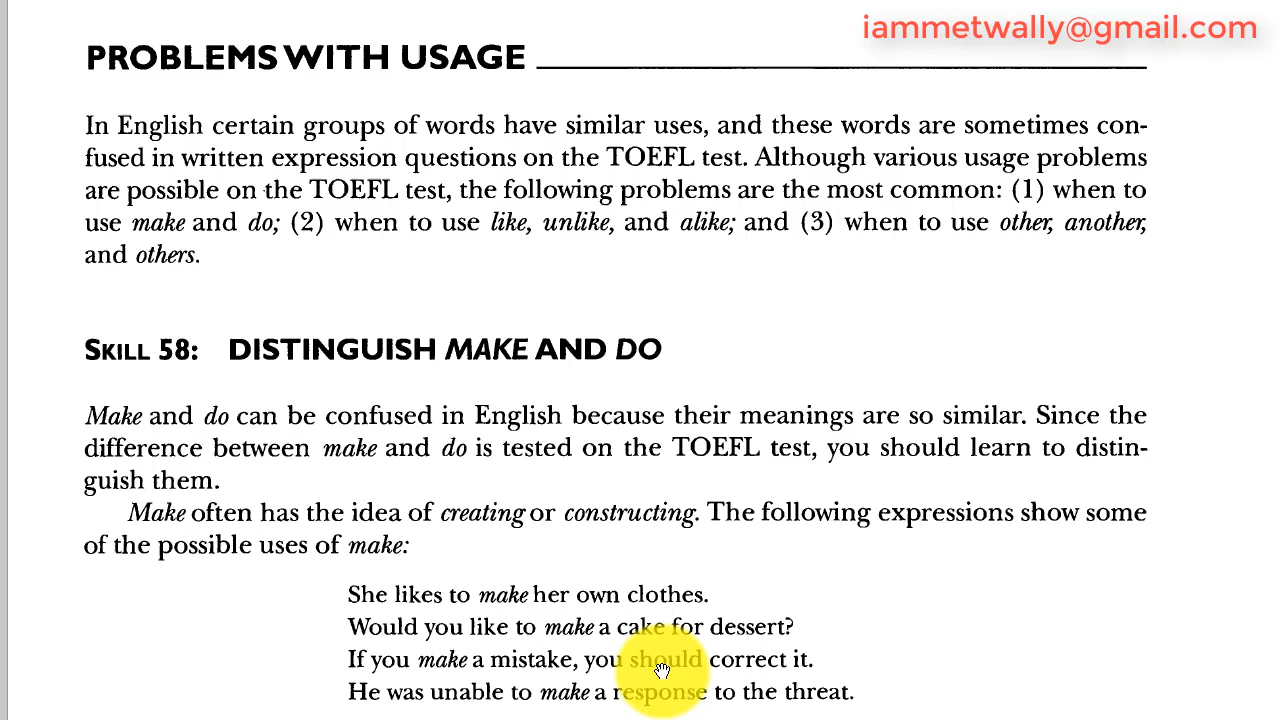 iammetwally@gmail.com
PROBLEMS WITH USAGE
In English certain groups of words have similar uses, and these words are sometimes con-
fused in written expression questions on the TOEFL test. Although various usage problems
are possible on the TOEFL test, the following problems are the most common: (1) when to
use make and do; (2) when to use like, unlike, and alike; and (3) when to use other, another,
and others.
SKILL 58: DISTINGUISH MAKE AND DO
Make and do can be confused in English because their meanings are so similar. Since the
difference between make and do is tested on the TOEFL test, you should learn to distin-
guish them.
Make often has the idea of creating or constructing. The following expressions show some
of the possible uses of make:
She likes to make her own clothes.
Would you like to make a cake for dessert?
If you make a mistake, you should correct it.
He was unable to make a response to the threat.